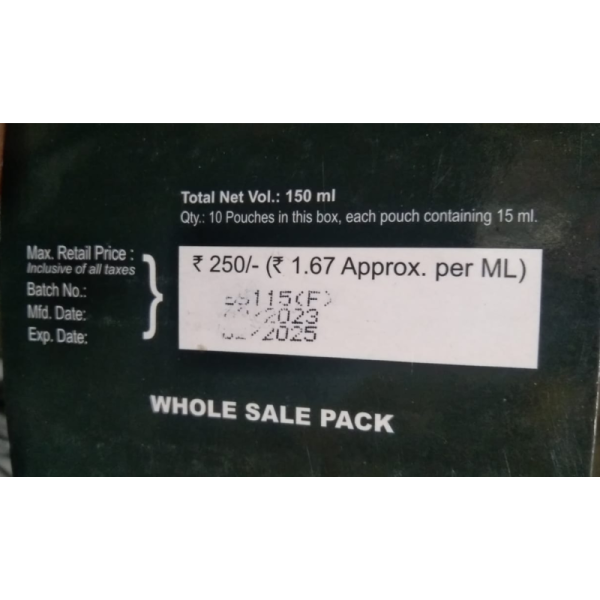 Total Net Vol.: 150 ml
Qty.: 10 Pouches in this box, each pouch containing 15 ml.
Max. Retail Price :
Inclusive of all taxes
Batch No.:
Mfd. Date:
Exp. Date:
₹ 250/- (₹ 1.67 Approx. per ML)
115(F)
/2023
/2025
WHOLE SALE PACK